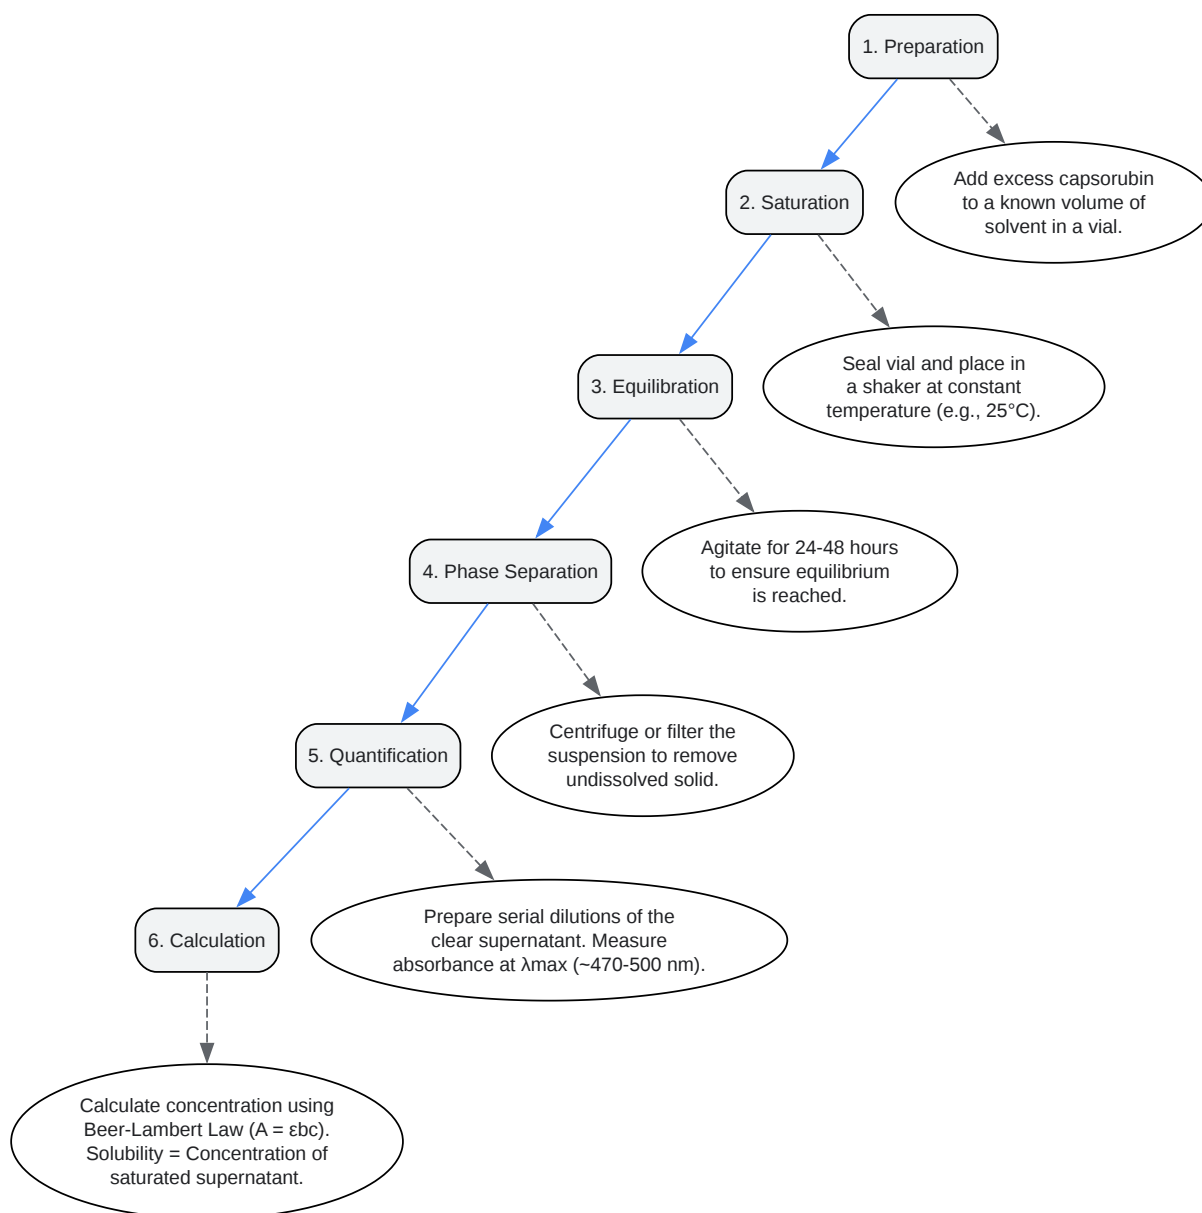 1. Preparation
Add excess capsorubin
to a known volume of
solvent in a vial.
2. Saturation
Seal vial and place in
a shaker at constant
temperature (e.g., 25°C).
3. Equilibration
Agitate for 24-48 hours
to ensure equilibrium
is reached.
4. Phase Separation
Centrifuge or filter the
suspension to remove
undissolved solid.
5. Quantification
Prepare serial dilutions of the
clear supernatant. Measure
absorbance at λmax (~470-500 nm).
6. Calculation
Calculate concentration using
Beer-Lambert Law (A = εbc).
Solubility = Concentration of
saturated supernatant.